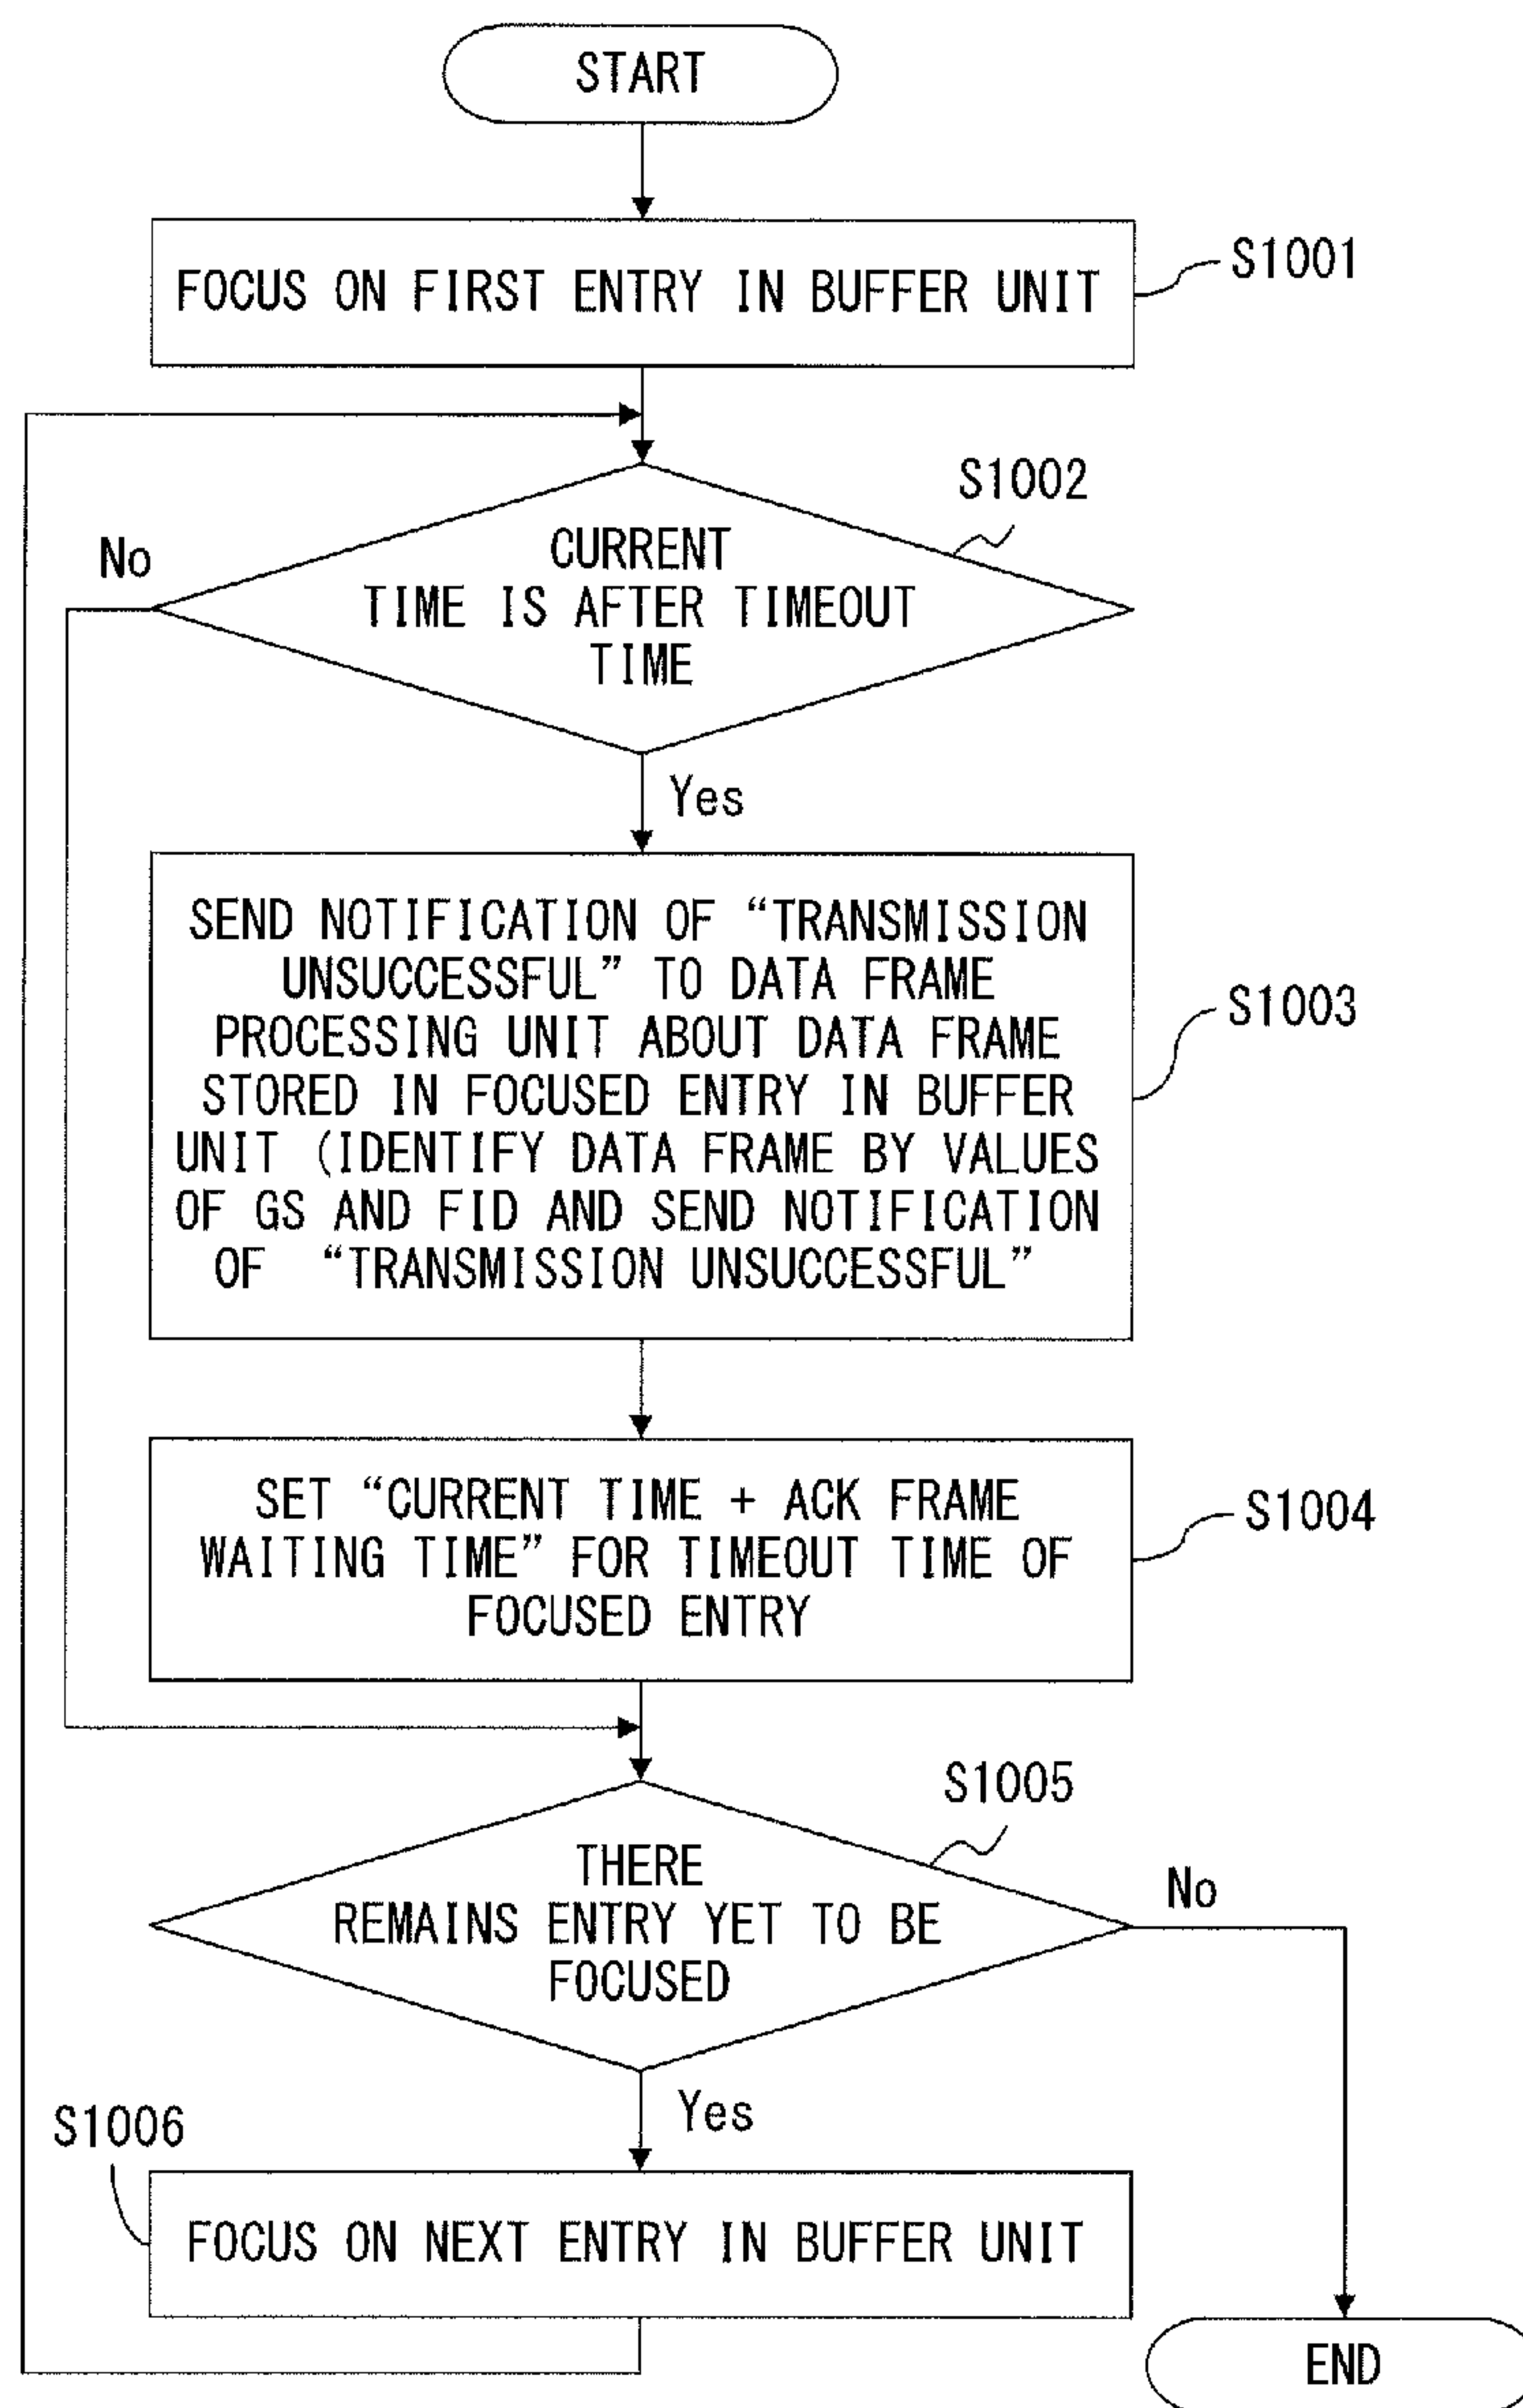 START
FOCUS ON FIRST ENTRY IN BUFFER UNIT
S1001
S1002
No
CURRENT
TIME IS AFTER TIMEOUT
TIME
Yes
SEND NOTIFICATION OF “TRANSMISSION
UNSUCCESSFUL” TO DATA FRAME
PROCESSING UNIT ABOUT DATA FRAME
STORED IN FOCUSED ENTRY IN BUFFER
UNIT (IDENTIFY DATA FRAME BY VALUES
OF GS AND FID AND SEND NOTIFICATION
OF “TRANSMISSION UNSUCCESSFUL”
S1003
SET “CURRENT TIME + ACK FRAME
WAITING TIME” FOR TIMEOUT TIME OF
FOCUSED ENTRY
S1004
S1005
THERE
REMAINS ENTRY YET TO BE
FOCUSED
No
Yes
S1006
FOCUS ON NEXT ENTRY IN BUFFER UNIT
END